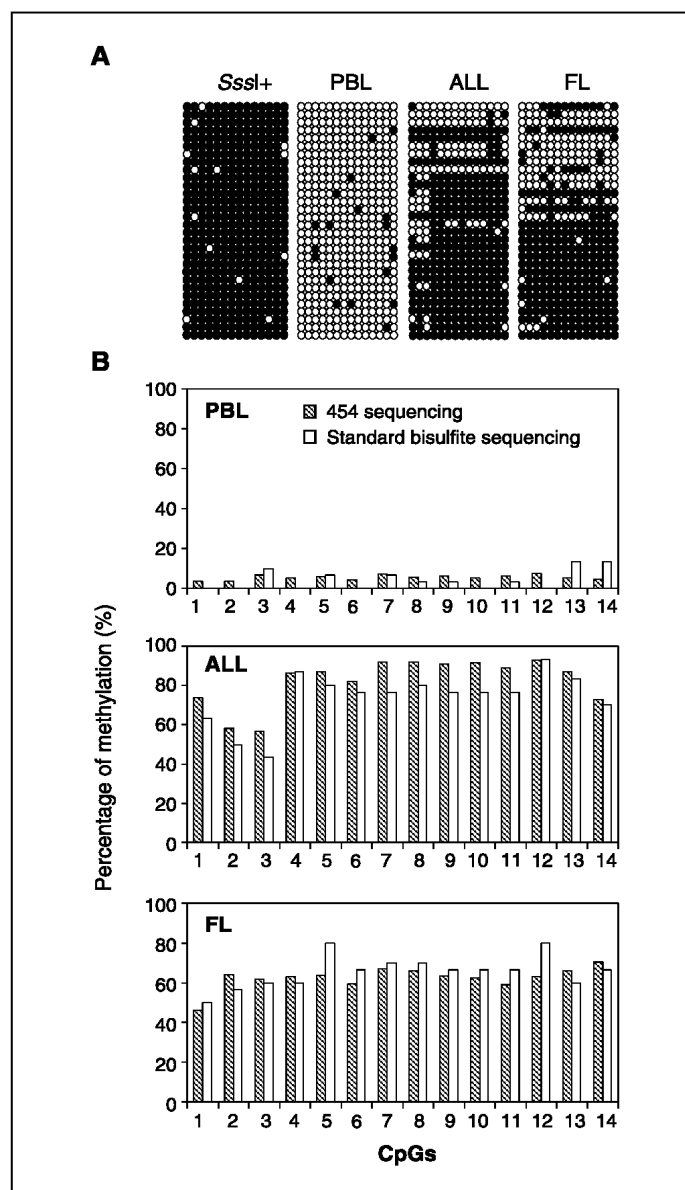 A
SssI+ PBL ALL FL
B
Percentage of methylation (%)
100
80
60
40
20
0
PBL
454 sequencing
Standard bisulfite sequencing
1 2 3 4 5 6 7 8 9 10 11 12 13 14
100
80
60
40
20
0
ALL
1 2 3 4 5 6 7 8 9 10 11 12 13 14
100
80
60
40
20
0
FL
1 2 3 4 5 6 7 8 9 10 11 12 13 14
CpGs